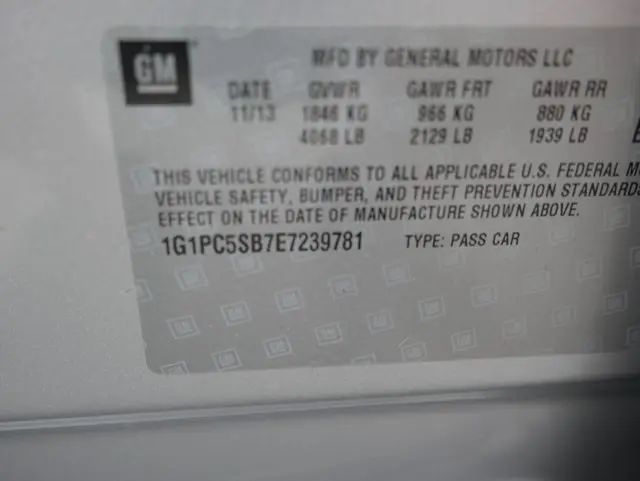 GM
MFD BY GENERAL MOTORS LLC
DATE GVWR GAWR FRT GAWR RR
11/13 1846 KG 966 KG 880 KG
4068 LB 2129 LB 1939 LB
THIS VEHICLE CONFORMS TO ALL APPLICABLE U.S. FEDERAL M
VEHICLE SAFETY, BUMPER, AND THEFT PREVENTION STANDARDS
EFFECT ON THE DATE OF MANUFACTURE SHOWN ABOVE.
1G1PC5SB7E7239781 TYPE: PASS CAR